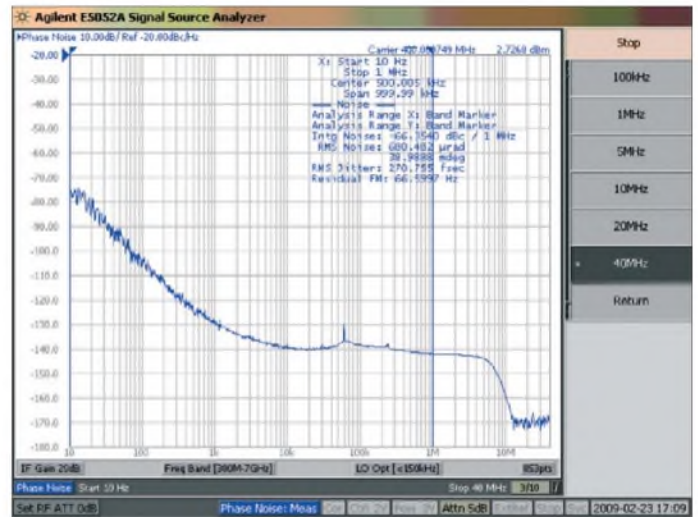 Agilent E5052A Signal Source Analyzer
Phase Noise 10.00dB/ Ref -20.00dBc/Hz
Carrier 400.000749 MHz 2.7268 dBm
X: Start 10 Hz
Stop 1 MHz
Center 500.005 kHz
Span 999.99 kHz
Noise
Analysis Range X: Band Marker
Analysis Range Y: Band Marker
Intg Noise: -66.3540 dBc / 1 MHz
RMS Noise: 680.482 µrad
38.9888 mdeg
RMS Jitter: 270.755 fsec
Residual FM: 66.5997 Hz
-20.00
-30.00
-40.00
-50.00
-60.00
-70.00
-80.00
-90.00
-100.0
-110.0
-120.0
-130.0
-140.0
-150.0
-160.0
-170.0
-180.0
10 100 1k 10k 100k 1M 10M
IF Gain 20dB Freq Band [300M-7GHz] LO Opt [<150kHz] 853pts
Phase Noise Start 10 Hz Stop 40 MHz 3/10
Set RF ATT 0dB Phase Noise: Meas Attn 5dB Stop 2009-02-23 17:09
Stop
100kHz
1MHz
5MHz
10MHz
20MHz
40MHz
Return